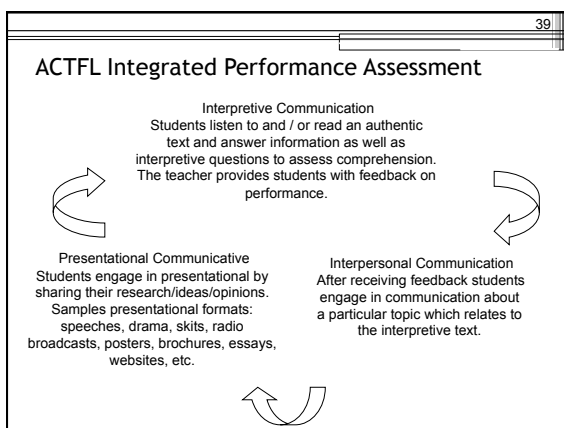 39
ACTFL Integrated Performance Assessment
Interpretive Communication
Students listen to and / or read an authentic
text and answer information as well as
interpretive questions to assess comprehension.
The teacher provides students with feedback on
performance.
Presentational Communicative
Students engage in presentational by
sharing their research/ideas/opinions.
Samples presentational formats:
speeches, drama, skits, radio
broadcasts, posters, brochures, essays,
websites, etc.
Interpersonal Communication
After receiving feedback students
engage in communication about
a particular topic which relates to
the interpretive text.